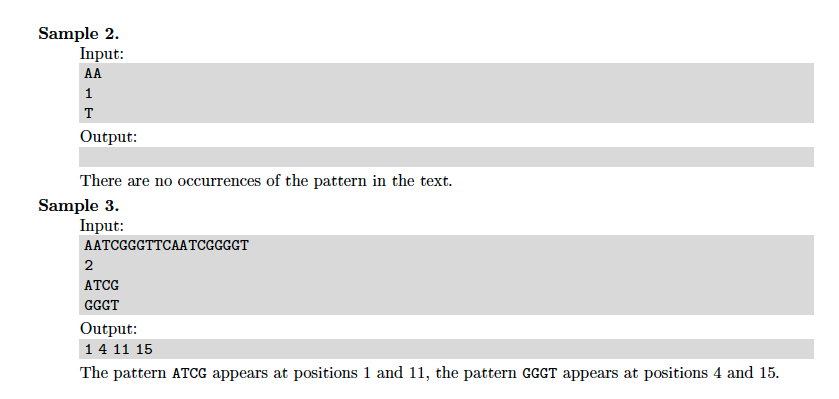 Sample 2.
Input:
AA
1
T
Output:
There are no occurrences of the pattern in the text.
Sample 3.
Input:
AATCGGGTTCAATCGGGGT
2
ATCG
GGGT
Output:
1 4 11 15
The pattern ATCG appears at positions 1 and 11, the pattern GGGT appears at positions 4 and 15.